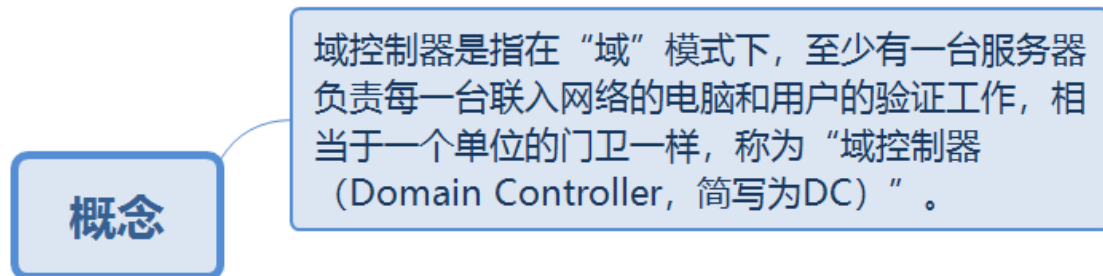 域控制器是指在“域”模式下，至少有一台服务器
负责每一台联入网络的电脑和用户的验证工作，相
当于一个单位的门卫一样，称为“域控制器
（Domain Controller，简写为DC）”。
概念